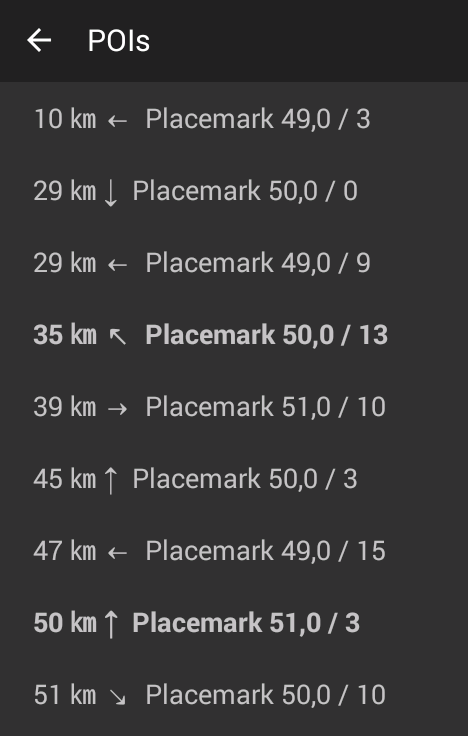 ← POIs
10 km ← Placemark 49,0 / 3
29 km ↓ Placemark 50,0 / 0
29 km ← Placemark 49,0 / 9
35 km ↖ Placemark 50,0 / 13
39 km → Placemark 51,0 / 10
45 km ↑ Placemark 50,0 / 3
47 km ← Placemark 49,0 / 15
50 km ↑ Placemark 51,0 / 3
51 km ↘ Placemark 50,0 / 10